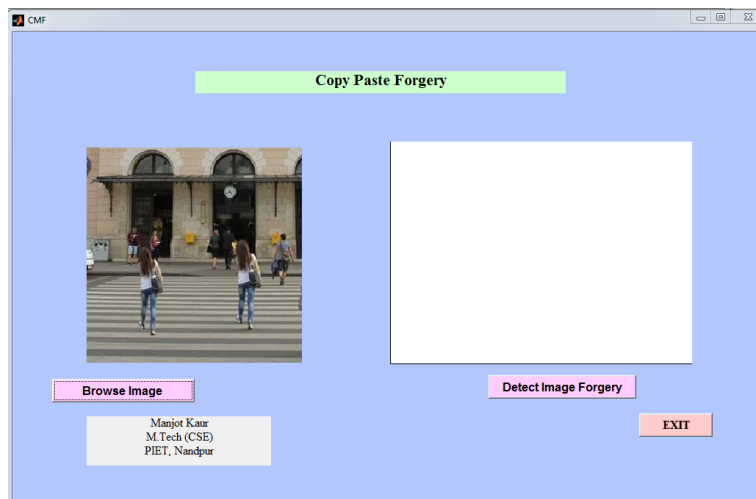 CMF
Copy Paste Forgery
Browse Image
Detect Image Forgery
Manjot Kaur
M.Tech (CSE)
PIET, Nandpur
EXIT